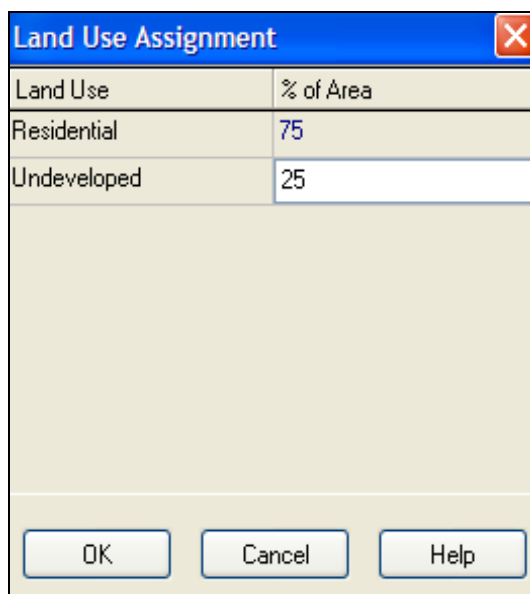 Land Use Assignment
Land Use % of Area
Residential 75
Undeveloped 25
OK Cancel Help